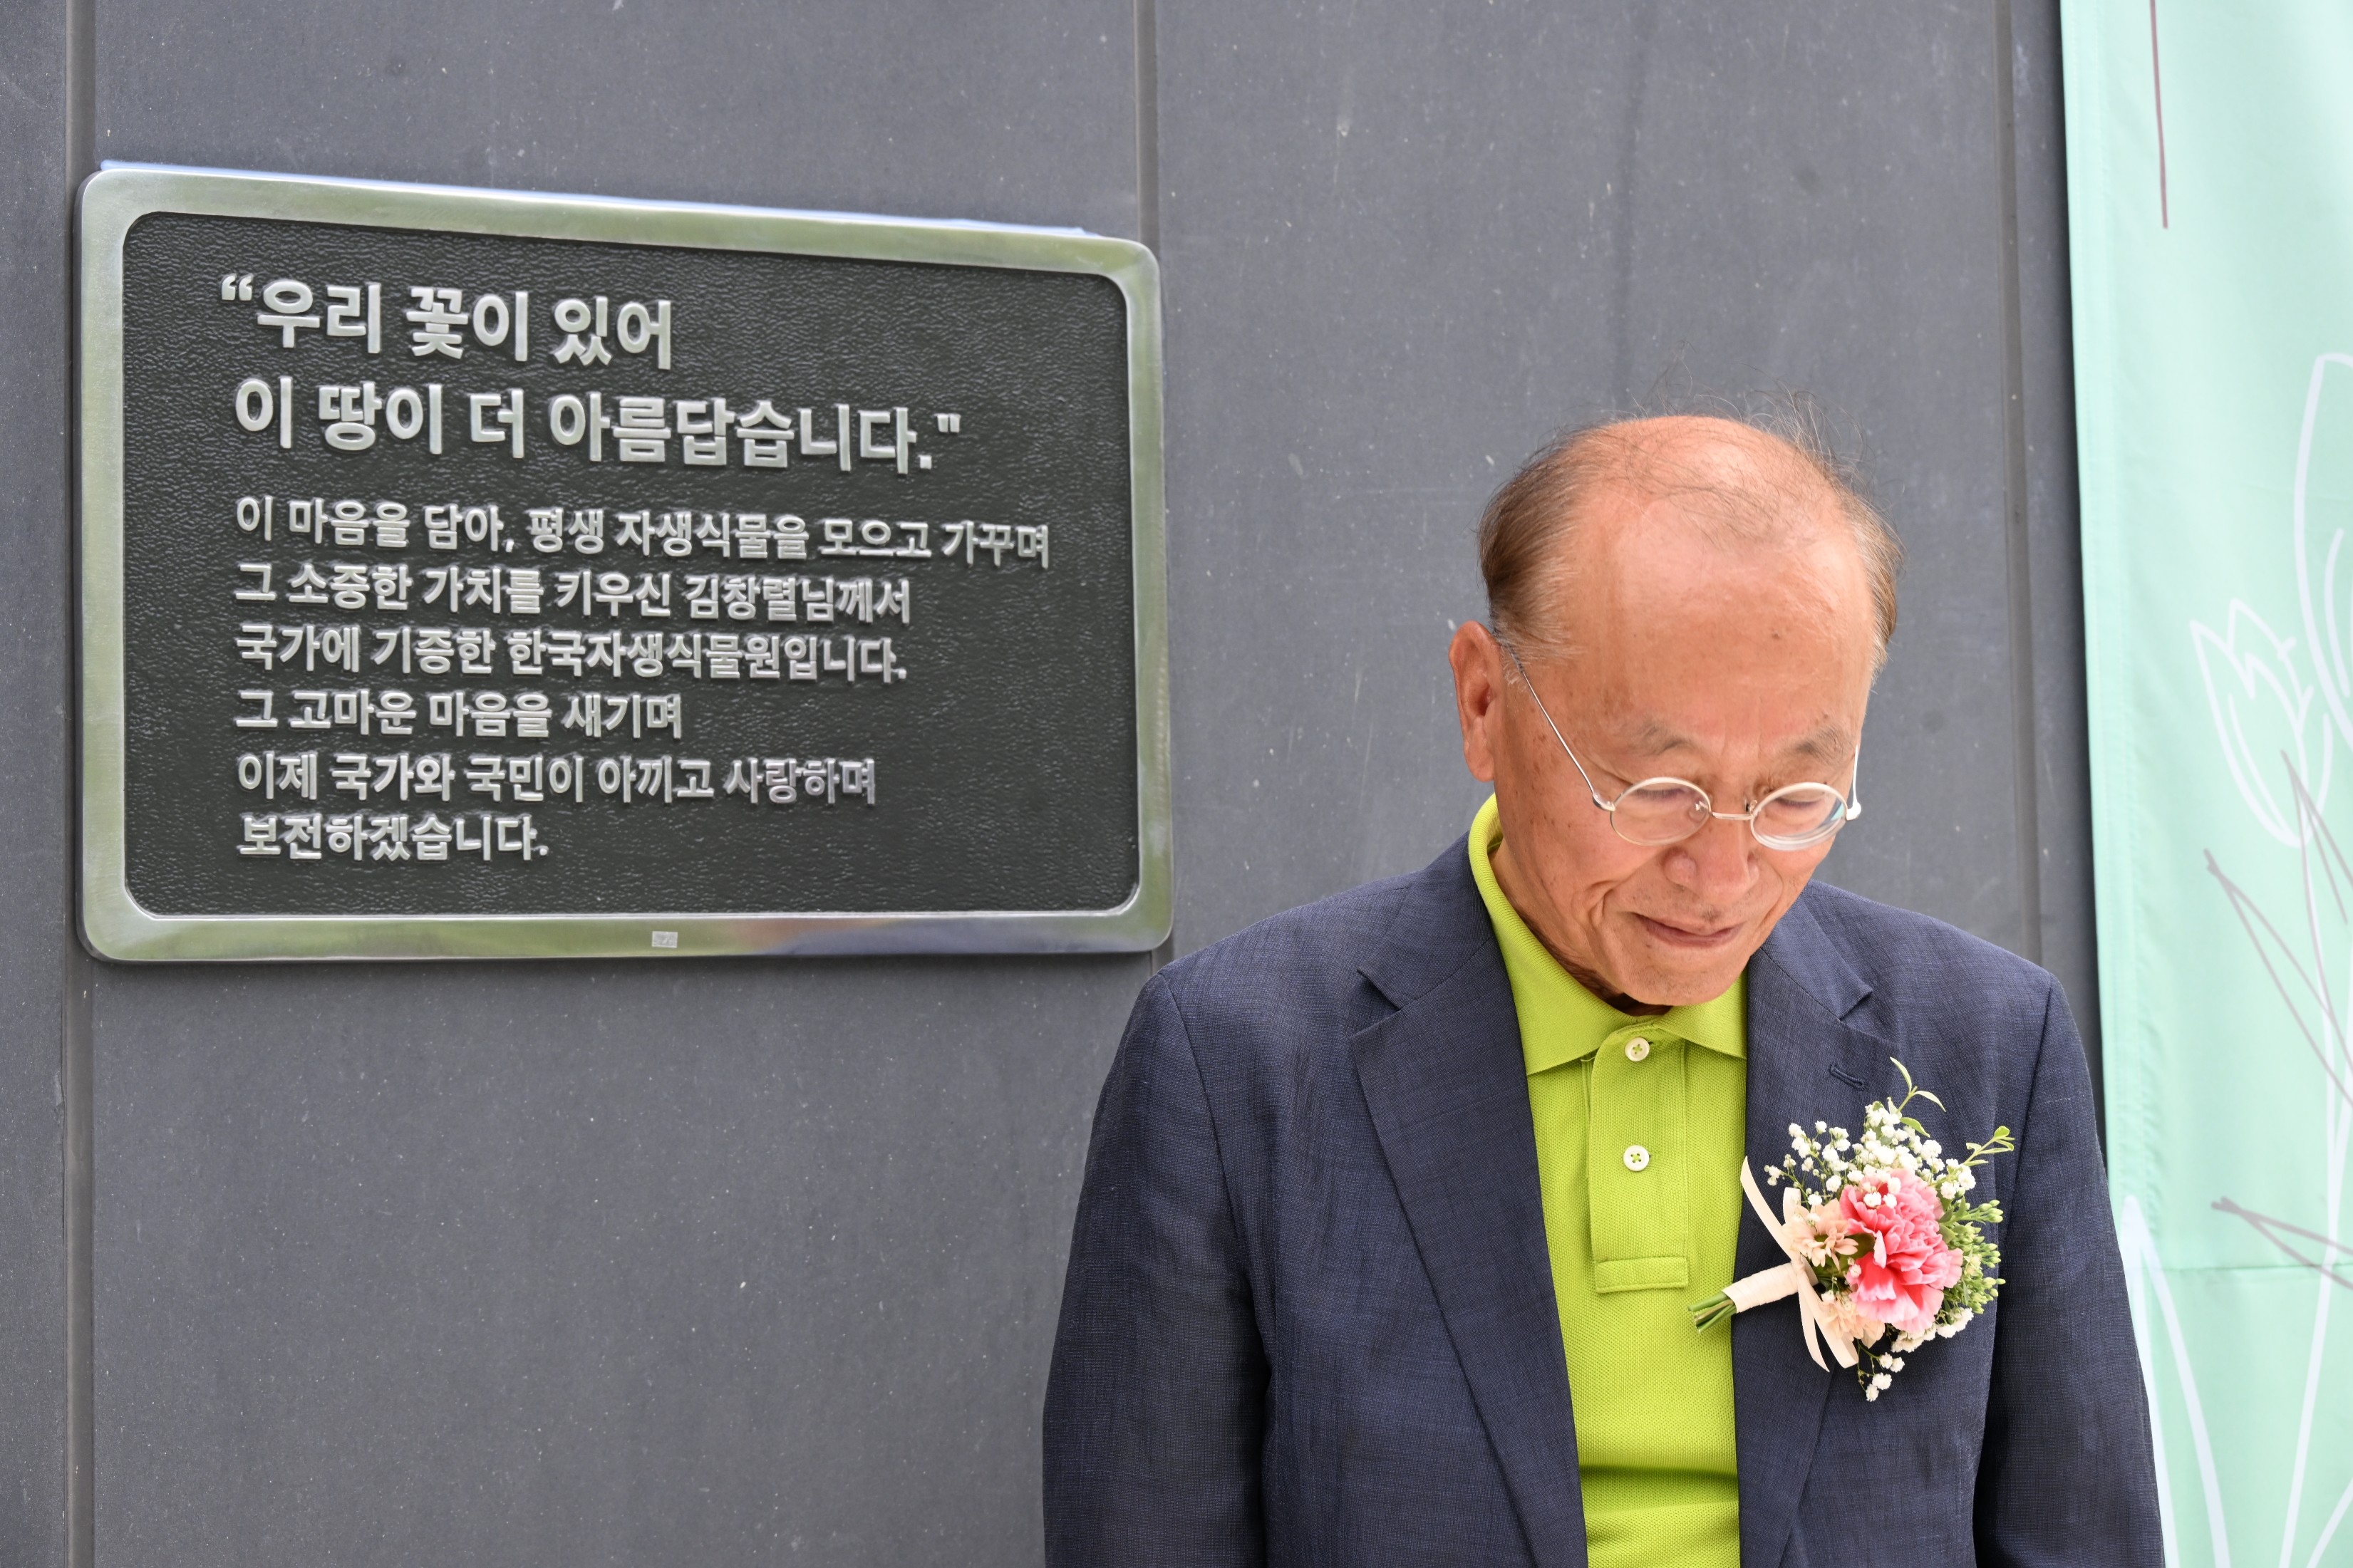 “우리 꽃이 있어
이 땅이 더 아름답습니다."
이 마음을 담아, 평생 자생식물을 모으고 가꾸며
그 소중한 가치를 키우신 김창렬님께서
국가에 기증한 한국자생식물원입니다.
그 고마운 마음을 새기며
이제 국가와 국민이 아끼고 사랑하며
보전하겠습니다.